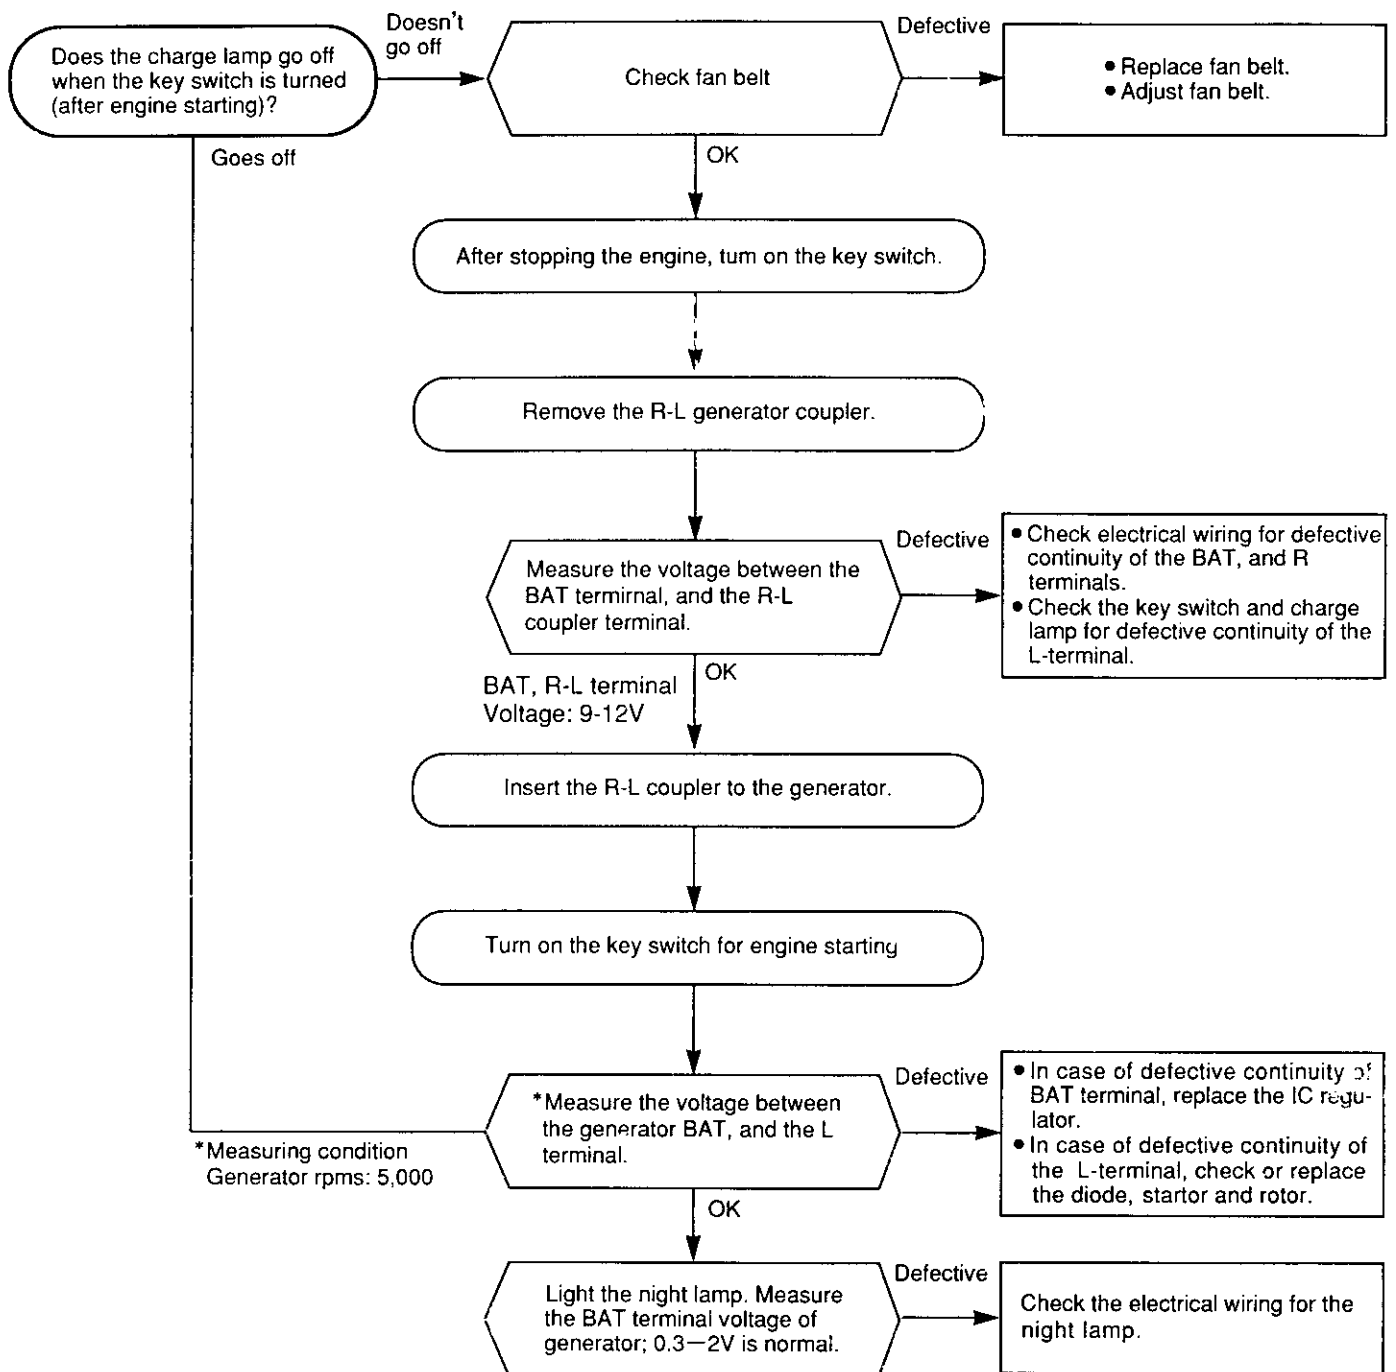 Does the charge lamp go off
when the key switch is turned
(after engine starting)?
Doesn't
go off
Check fan belt
Defective
• Replace fan belt.
• Adjust fan belt.
Goes off
OK
After stopping the engine, turn on the key switch.
Remove the R-L generator coupler.
Measure the voltage between the
BAT termirnal, and the R-L
coupler terminal.
Defective
• Check electrical wiring for defective
continuity of the BAT, and R
terminals.
• Check the key switch and charge
lamp for defective continuity of the
L-terminal.
OK
BAT, R-L terminal
Voltage: 9-12V
Insert the R-L coupler to the generator.
Turn on the key switch for engine starting
*Measure the voltage between
the generator BAT, and the L
terminal.
Defective
• In case of defective continuity of
BAT terminal, replace the IC regu-
lator.
• In case of defective continuity of
the L-terminal, check or replace
the diode, startor and rotor.
*Measuring condition
Generator rpms: 5,000
OK
Light the night lamp. Measure
the BAT terminal voltage of
generator; 0.3—2V is normal.
Defective
Check the electrical wiring for the
night lamp.